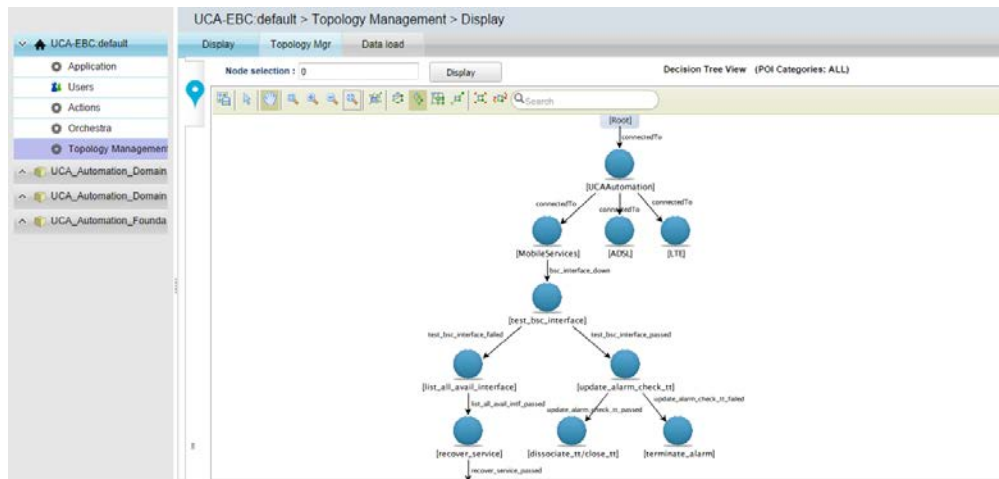 UCA-EBC:default > Topology Management > Display
UCA-EBC:default
Display Topology Mgr Data load
Application
Users
Actions
Orchestra
Topology Management
UCA_Automation_Domain
UCA_Automation_Domain
UCA_Automation_Founda
Node selection : 0 Display Decision Tree View (POI Categories: ALL)
Search
[Root]
connectedTo
[UCAAutomation]
connectedTo connectedTo connectedTo
[MobileServices] [ADSL] [LTE]
bsc_interface_down
[test_bsc_interface]
test_bsc_interface_failed test_bsc_interface_passed
[list_all_avail_interface] [update_alarm_check_tt]
list_all_avail_intf_passed update_alarm_check_tt_passed update_alarm_check_tt_failed
[recover_service] [dissociate_tt/close_tt] [terminate_alarm]
recover_service_passed